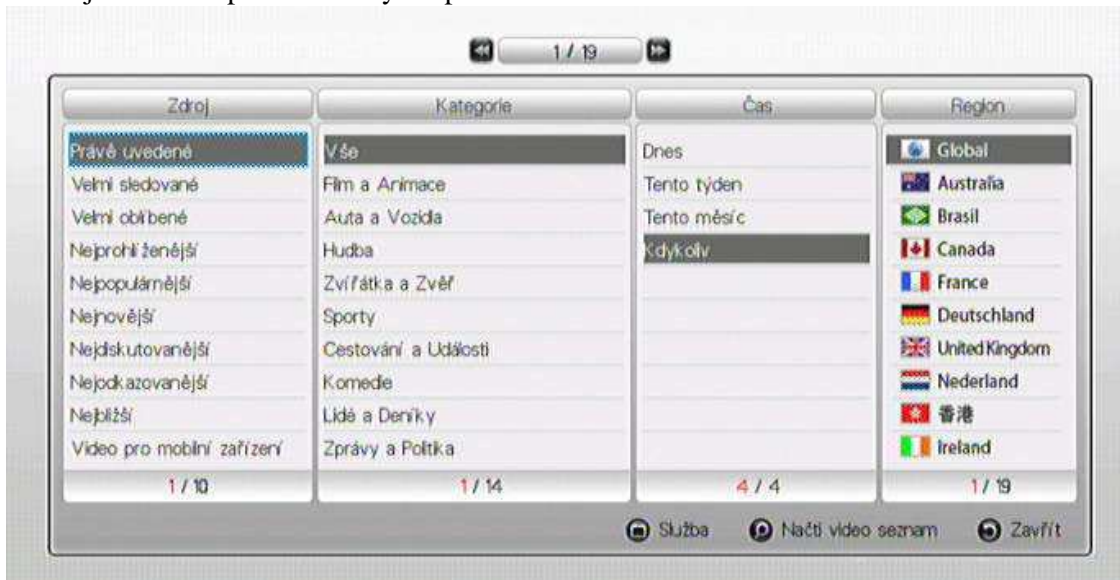 1 / 19
Zdroj
Kategorie
Čas
Region
Právě uvedené
Vše
Dnes
Global
Velmi sledované
Film a Animace
Tento týden
Australia
Velmi oblíbené
Auta a Vozidla
Tento měsíc
Brasil
Nejprohlíženější
Hudba
Kdykoliv
Canada
Nejpopulárnější
Zvířátka a Zvěř
France
Nejnovější
Sporty
Deutschland
Nejdiskutovanější
Cestování a Události
United Kingdom
Nejodkazovanější
Komedie
Nederland
Nejbližší
Lidé a Deníky
香港
Video pro mobilní zařízení
Zprávy a Politika
Ireland
1 / 10
1 / 14
4 / 4
1 / 19
Služba
Načti video seznam
Zavřít